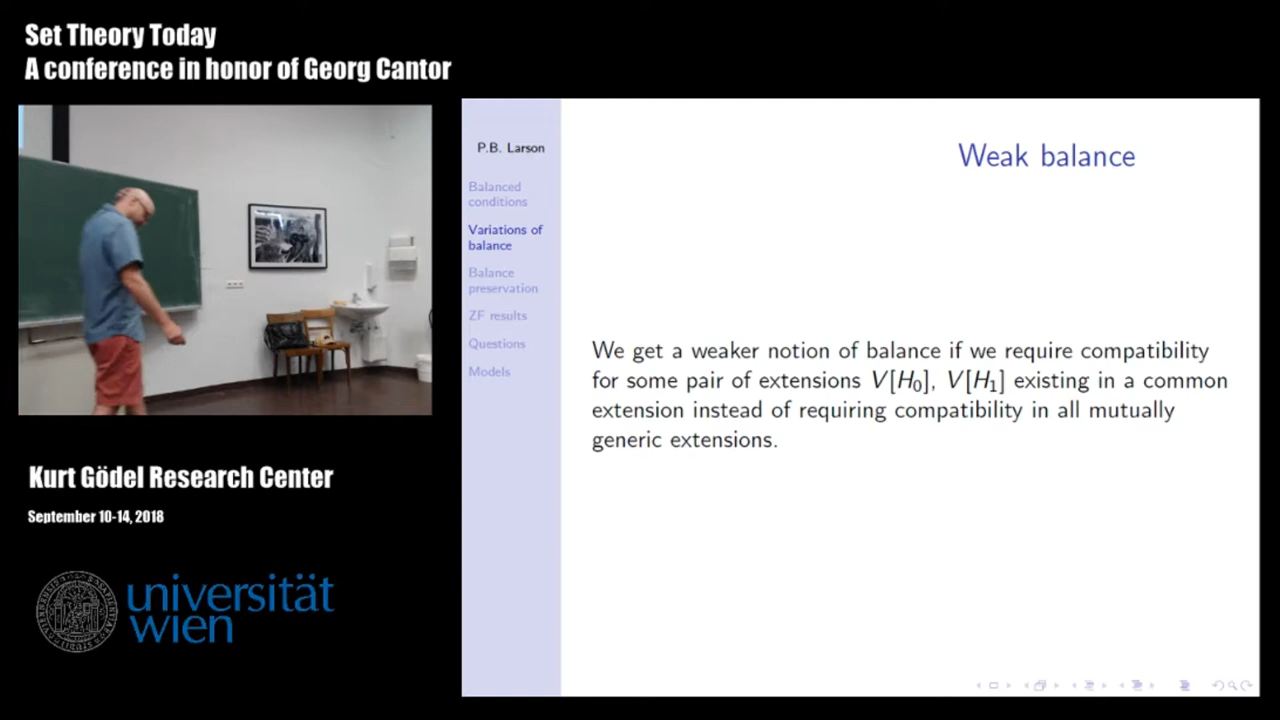 Set Theory Today
A conference in honor of Georg Cantor
Kurt Gödel Research Center
September 10-14, 2018
universität
wien
P.B. Larson
Balanced
conditions
Variations of
balance
Balance
preservation
ZF results
Questions
Models
Weak balance
We get a weaker notion of balance if we require compatibility
for some pair of extensions V[H₀], V[H₁] existing in a common
extension instead of requiring compatibility in all mutually
generic extensions.